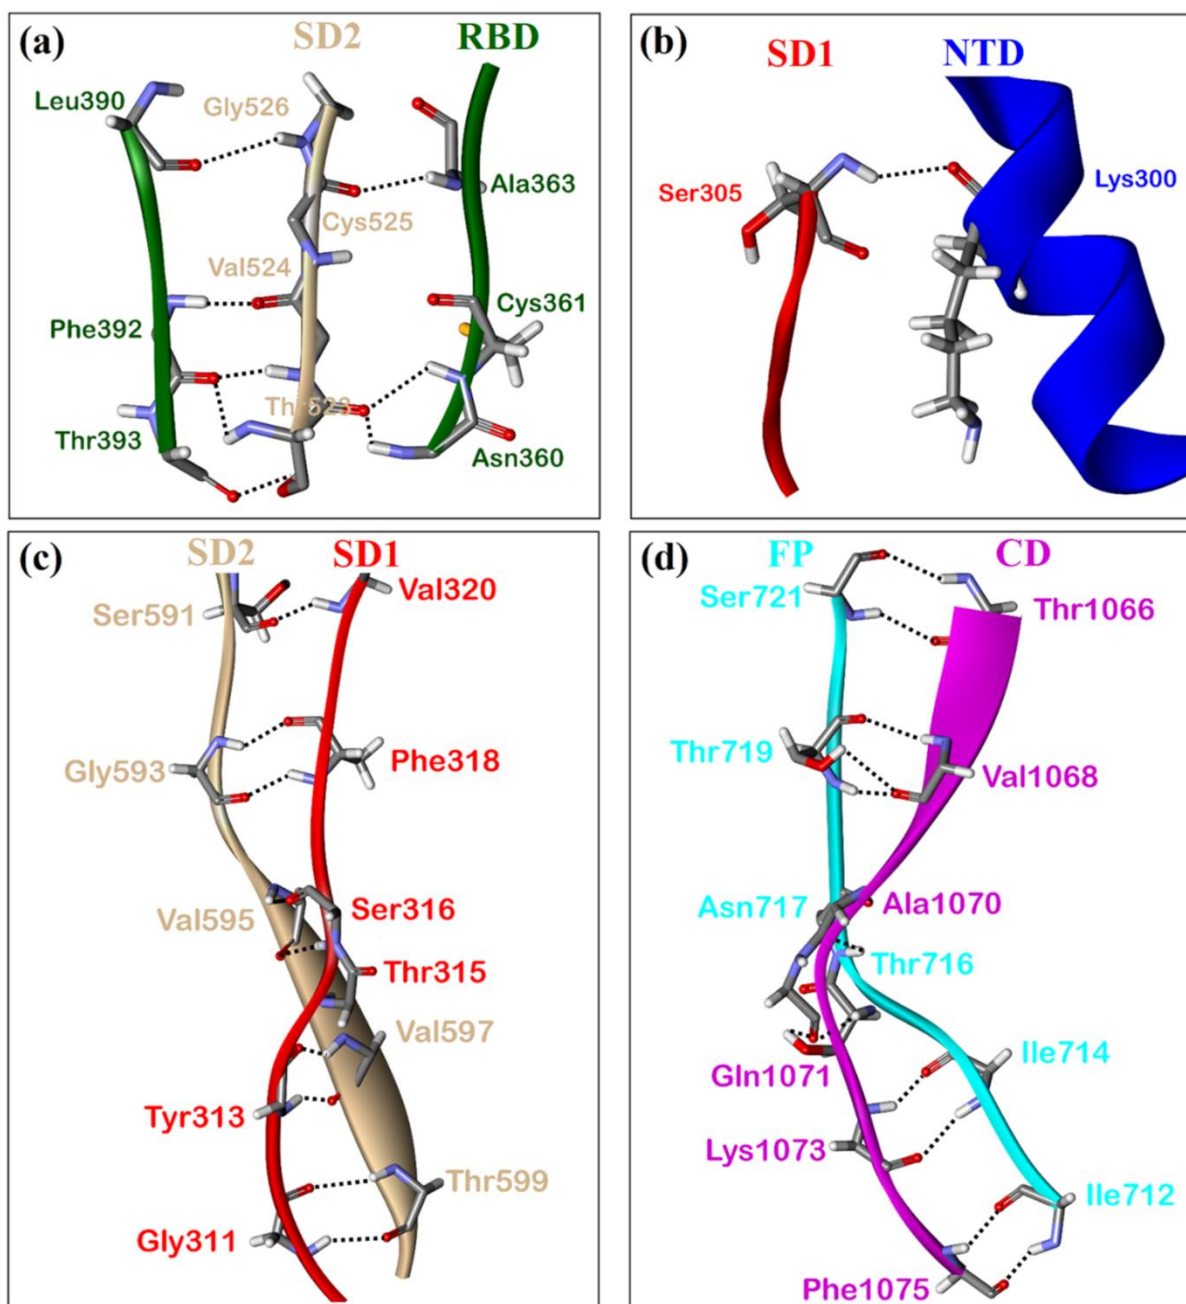 (a)
SD2
RBD
Leu390
Gly526
Ala363
Cys525
Val524
Cys361
Phe392
Thr523
Thr393
Asn360
(b)
SD1
NTD
Ser305
Lys300
(c)
SD2
SD1
Ser591
Val320
Gly593
Phe318
Val595
Ser316
Thr315
Val597
Tyr313
Thr599
Gly311
(d)
FP
CD
Ser721
Thr1066
Thr719
Val1068
Asn717
Ala1070
Thr716
Gln1071
Ile714
Lys1073
Ile712
Phe1075